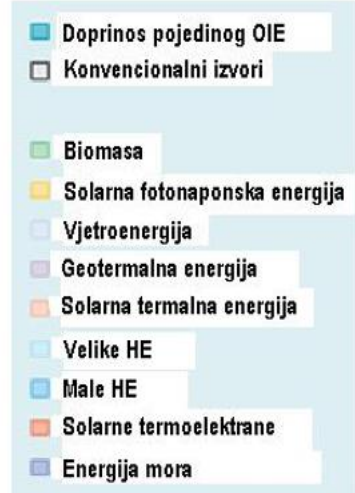 Doprinos pojedinog OIE
Konvencionalni izvori
Biomasa
Solarna fotonaponska energija
Vjetroenergija
Geotermalna energija
Solarna termalna energija
Velike HE
Male HE
Solarne termoelektrane
Energija mora